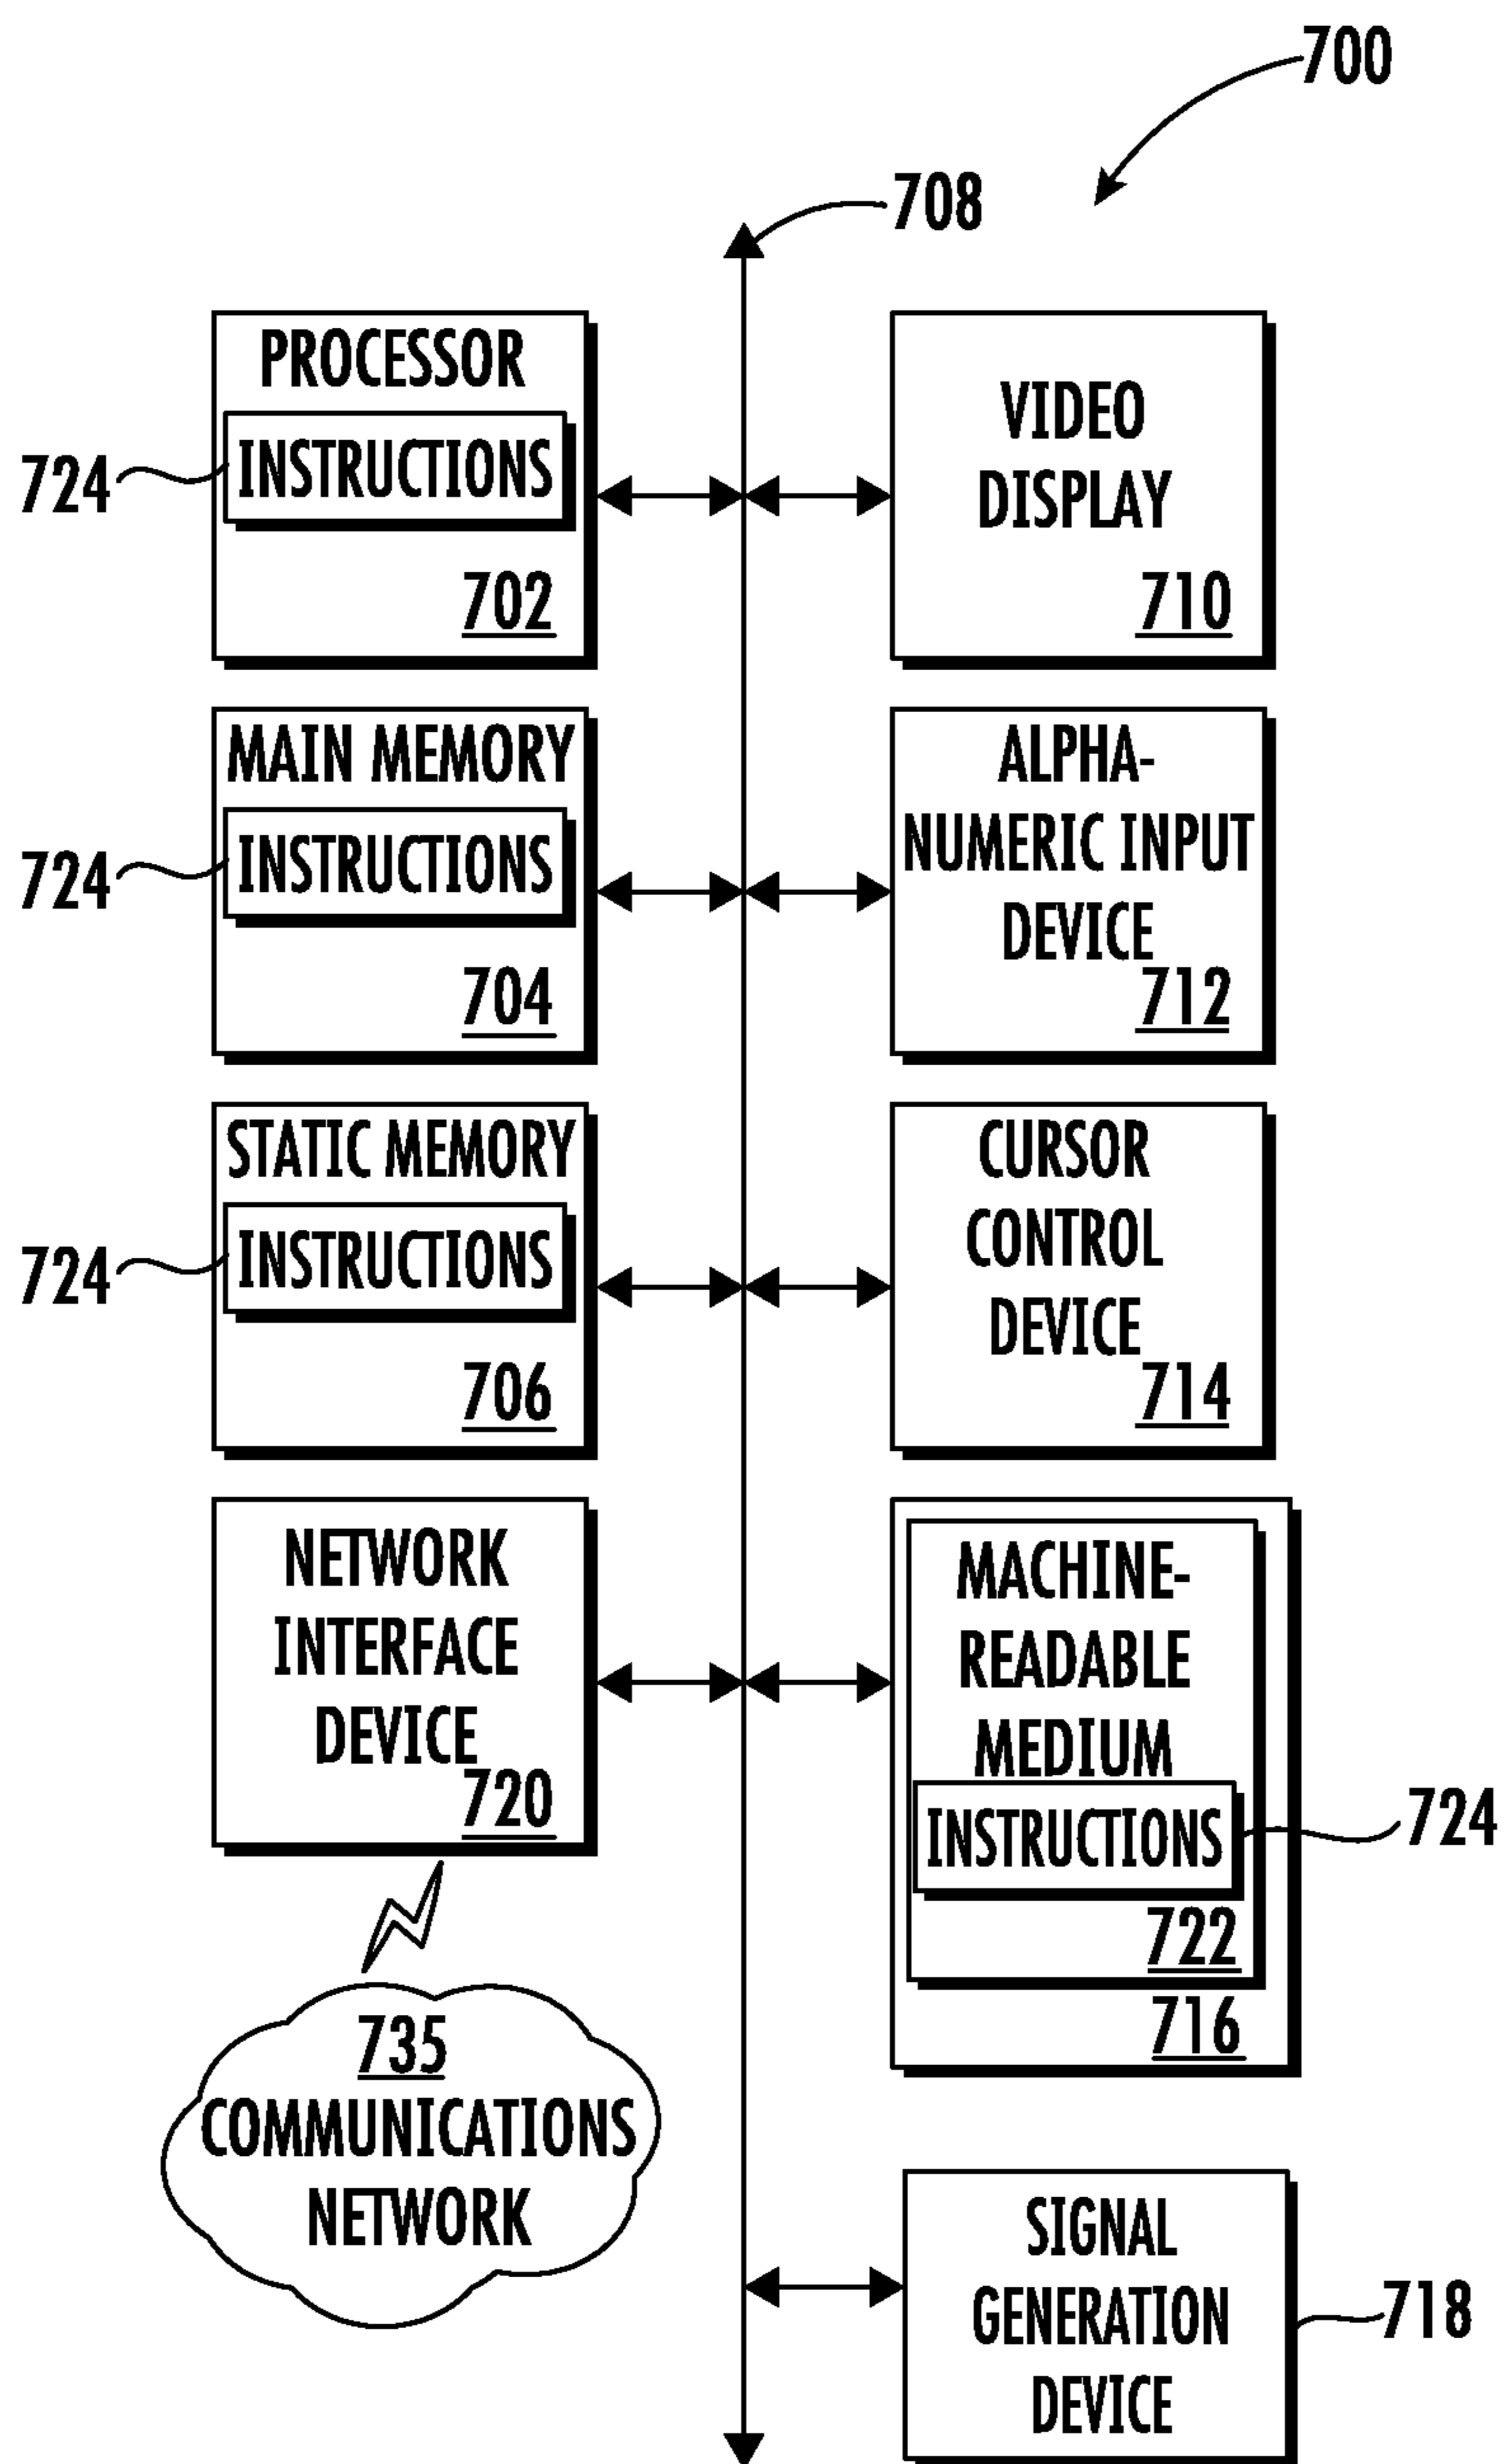 700
708
PROCESSOR
724
INSTRUCTIONS
702
VIDEO
DISPLAY
710
MAIN MEMORY
724
INSTRUCTIONS
704
ALPHA-
NUMERIC INPUT
DEVICE
712
STATIC MEMORY
724
INSTRUCTIONS
706
CURSOR
CONTROL
DEVICE
714
NETWORK
INTERFACE
DEVICE
720
MACHINE-
READABLE
MEDIUM
INSTRUCTIONS
724
722
716
735
COMMUNICATIONS
NETWORK
SIGNAL
GENERATION
DEVICE
718